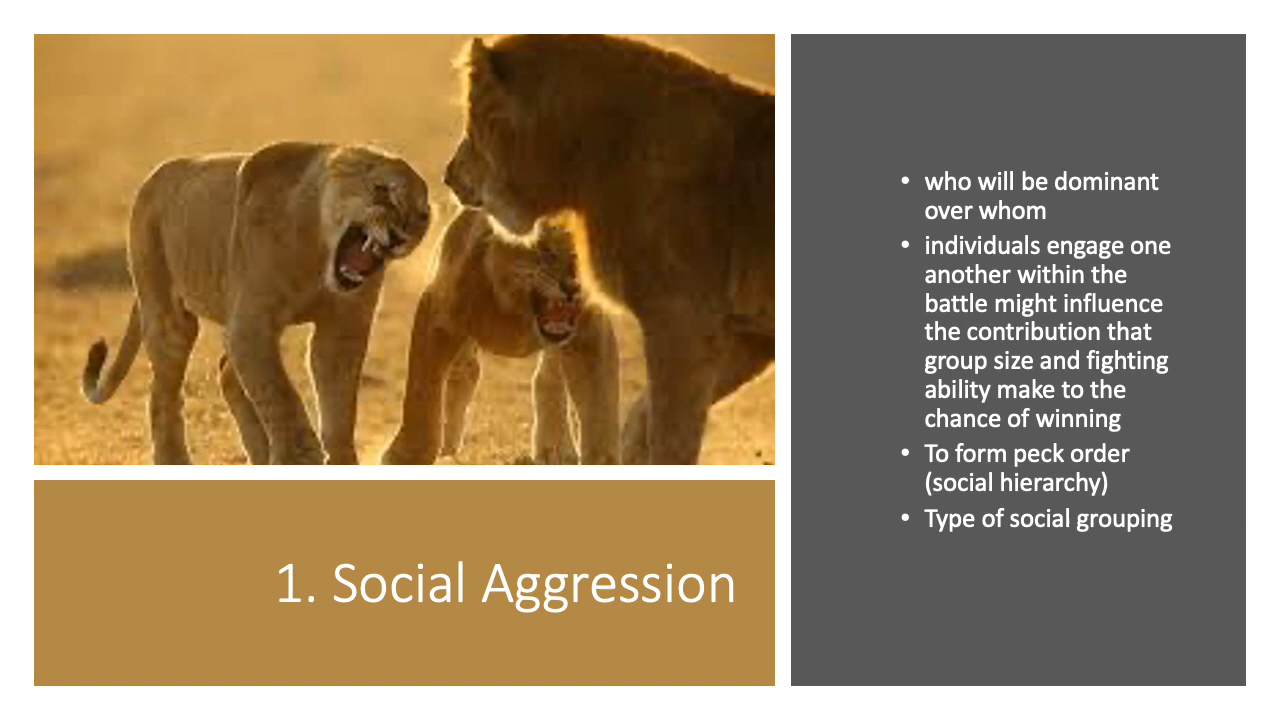 1. Social Aggression
• who will be dominant
over whom
• individuals engage one
another within the
battle might influence
the contribution that
group size and fighting
ability make to the
chance of winning
• To form peck order
(social hierarchy)
• Type of social grouping